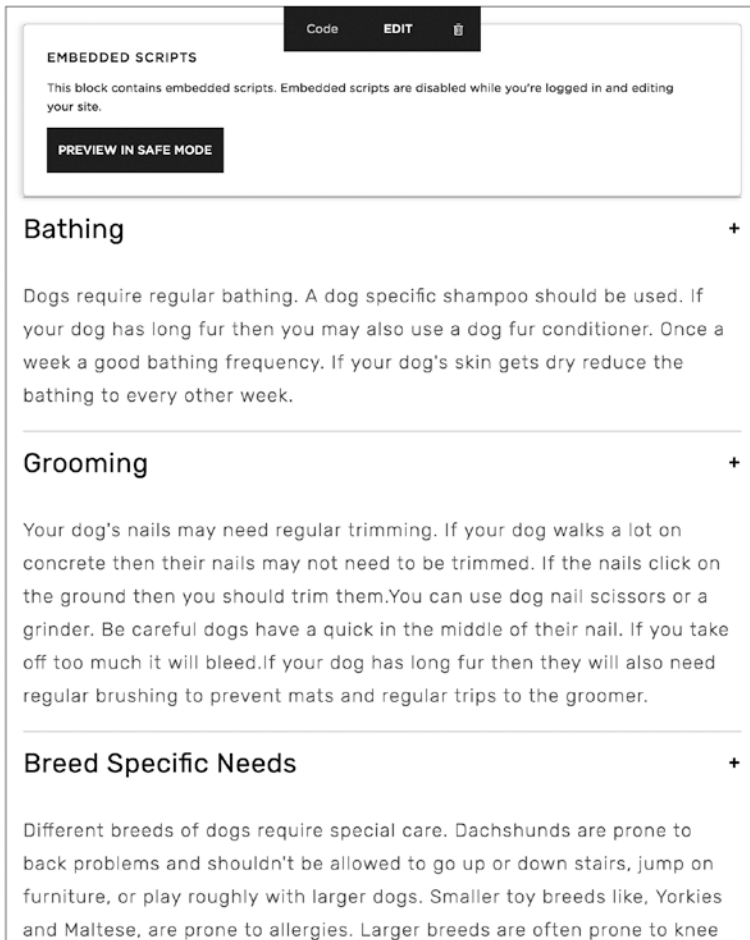 Code EDIT
EMBEDDED SCRIPTS
This block contains embedded scripts. Embedded scripts are disabled while you're logged in and editing
your site.
PREVIEW IN SAFE MODE
Bathing +
Dogs require regular bathing. A dog specific shampoo should be used. If
your dog has long fur then you may also use a dog fur conditioner. Once a
week a good bathing frequency. If your dog's skin gets dry reduce the
bathing to every other week.
Grooming +
Your dog's nails may need regular trimming. If your dog walks a lot on
concrete then their nails may not need to be trimmed. If the nails click on
the ground then you should trim them.You can use dog nail scissors or a
grinder. Be careful dogs have a quick in the middle of their nail. If you take
off too much it will bleed.If your dog has long fur then they will also need
regular brushing to prevent mats and regular trips to the groomer.
Breed Specific Needs +
Different breeds of dogs require special care. Dachshunds are prone to
back problems and shouldn't be allowed to go up or down stairs, jump on
furniture, or play roughly with larger dogs. Smaller toy breeds like, Yorkies
and Maltese, are prone to allergies. Larger breeds are often prone to knee